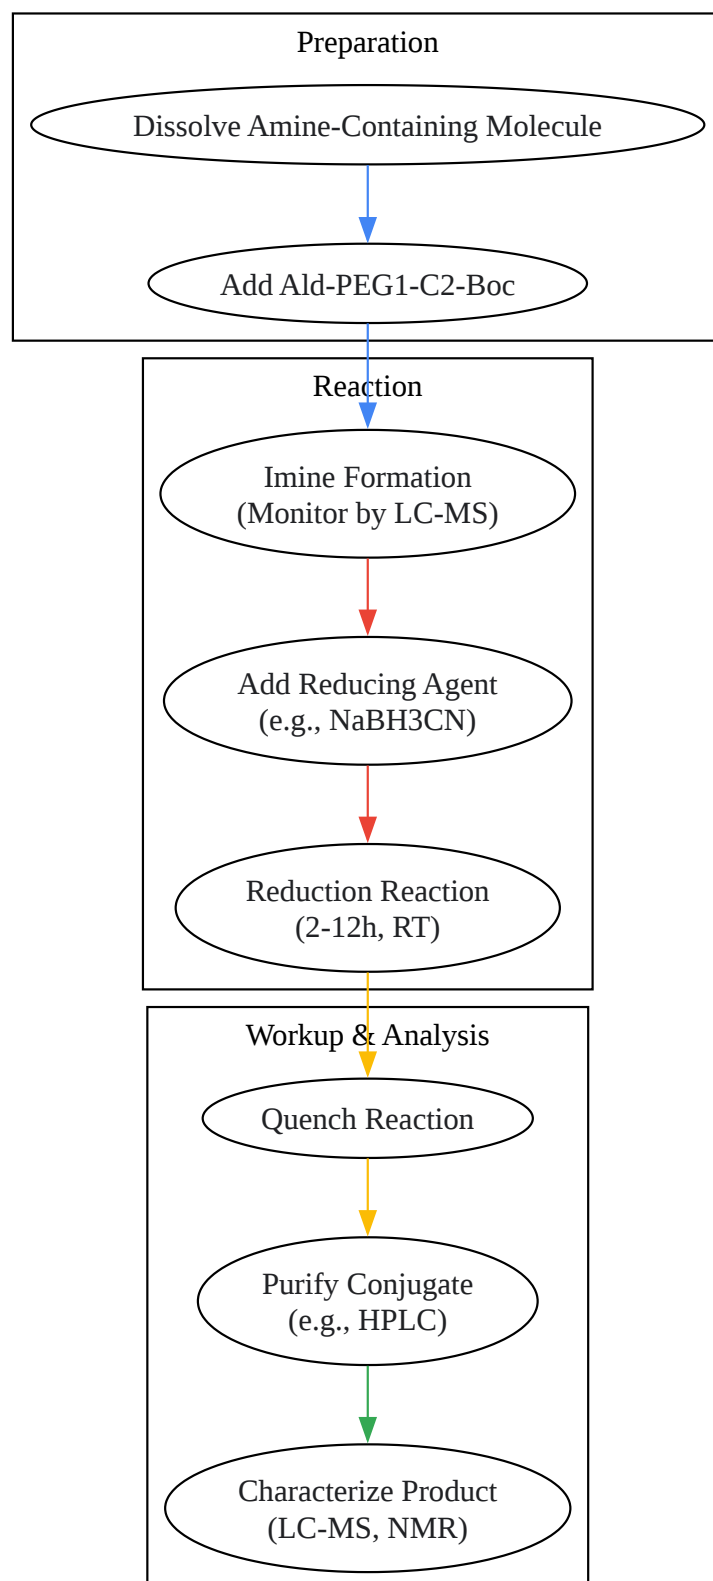 Preparation
Dissolve Amine-Containing Molecule
Add Ald-PEG1-C2-Boc
Reaction
Imine Formation
(Monitor by LC-MS)
Add Reducing Agent
(e.g., NaBH3CN)
Reduction Reaction
(2-12h, RT)
Workup & Analysis
Quench Reaction
Purify Conjugate
(e.g., HPLC)
Characterize Product
(LC-MS, NMR)